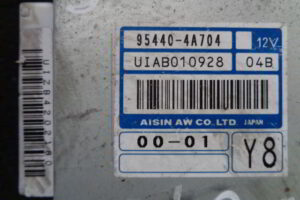 95440-4A704 12V
UIAB010928 04B
AISIN AW CO.,LTD JAPAN
00-01 Y8